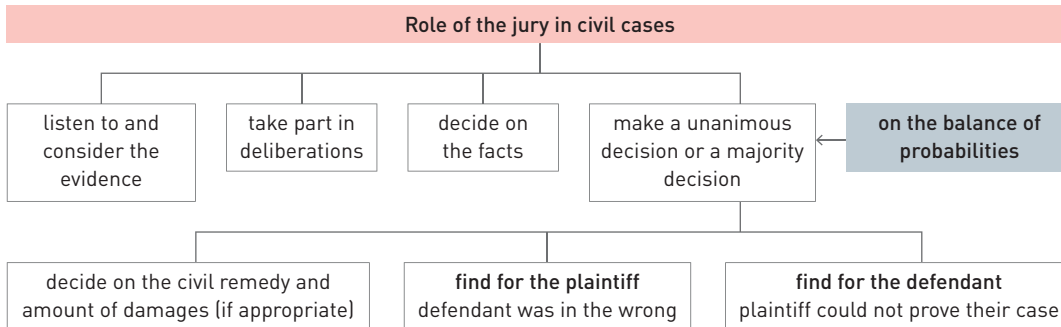 Role of the jury in civil cases
listen to and
consider the
evidence
take part in
deliberations
decide on
the facts
make a unanimous
decision or a majority
decision
on the balance of
probabilities
decide on the civil remedy and
amount of damages (if appropriate)
find for the plaintiff
defendant was in the wrong
find for the defendant
plaintiff could not prove their case